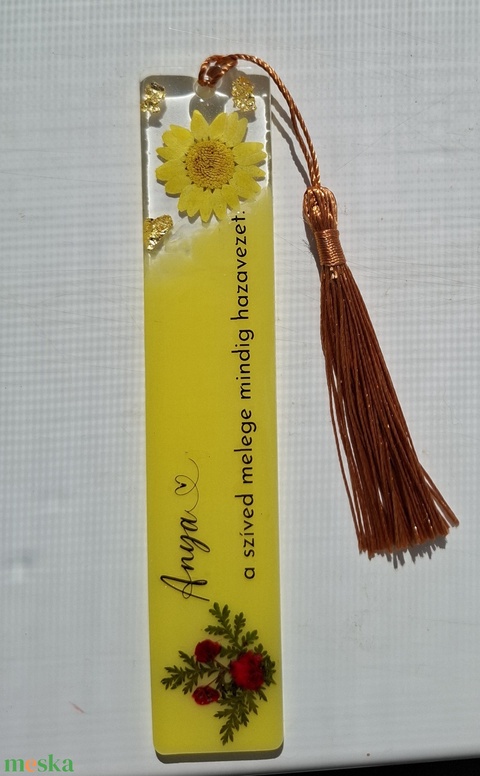 Anya
a szíved melege mindig hazavezet.
meska